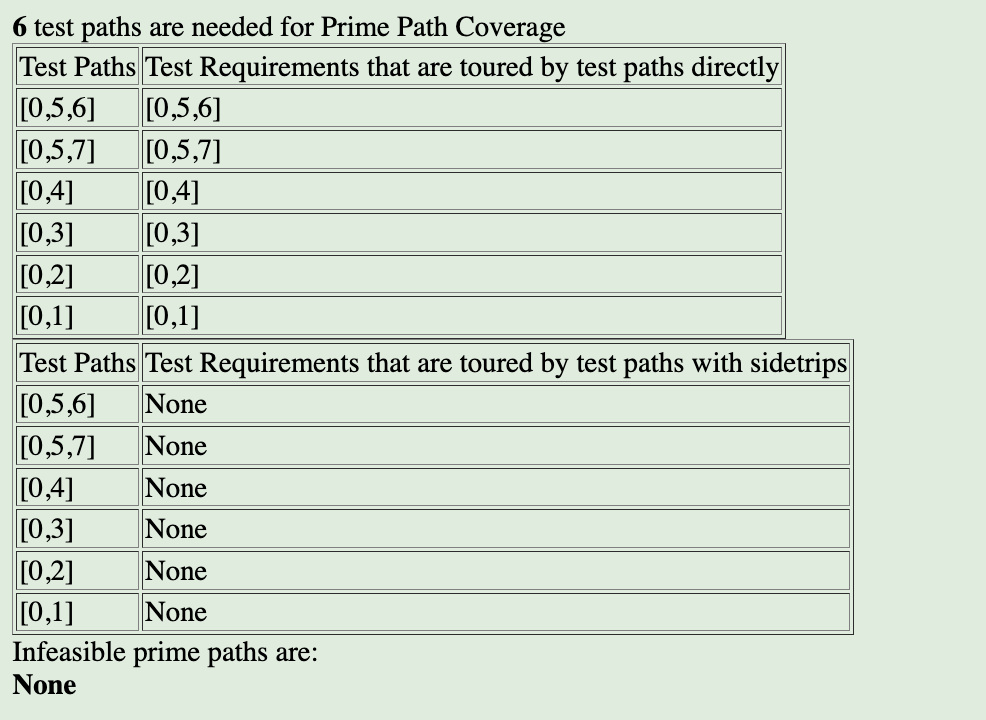 6 test paths are needed for Prime Path Coverage
Test Paths Test Requirements that are toured by test paths directly
[0,5,6] [0,5,6]
[0,5,7] [0,5,7]
[0,4] [0,4]
[0,3] [0,3]
[0,2] [0,2]
[0,1] [0,1]
Test Paths Test Requirements that are toured by test paths with sidetrips
[0,5,6] None
[0,5,7] None
[0,4] None
[0,3] None
[0,2] None
[0,1] None
Infeasible prime paths are:
None